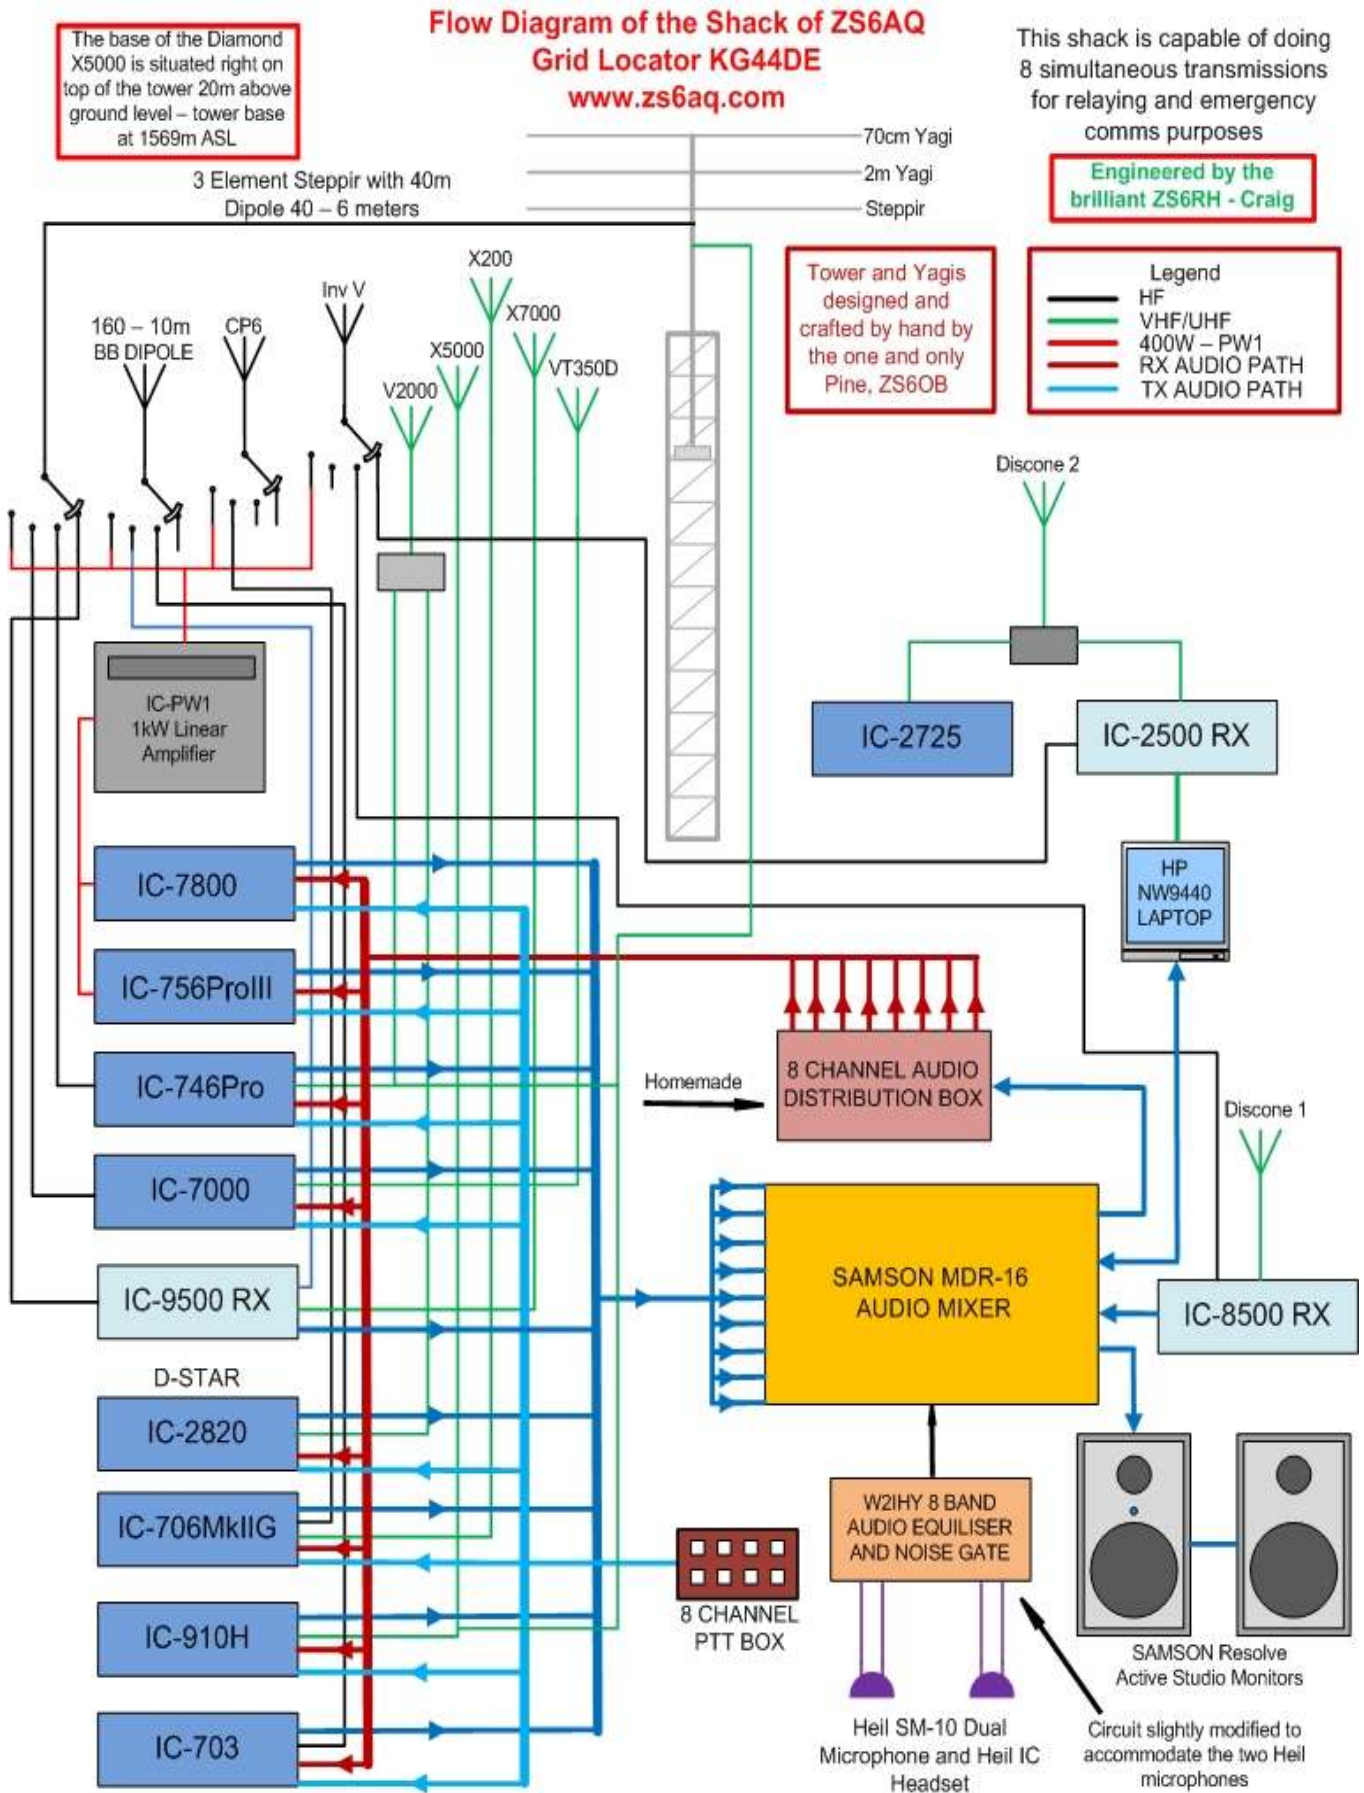 Flow Diagram of the Shack of ZS6AQ
Grid Locator KG44DE
www.zs6aq.com
The base of the Diamond
X5000 is situated right on
top of the tower 20m above
ground level – tower base
at 1569m ASL
This shack is capable of doing
8 simultaneous transmissions
for relaying and emergency
comms purposes
Engineered by the
brilliant ZS6RH - Craig
70cm Yagi
2m Yagi
Steppir
3 Element Steppir with 40m
Dipole 40 – 6 meters
Tower and Yagis
designed and
crafted by hand by
the one and only
Pine, ZS6OB
Legend
HF
VHF/UHF
400W – PW1
RX AUDIO PATH
TX AUDIO PATH
160 – 10m
BB DIPOLE
CP6
Inv V
V2000
X5000
X200
X7000
VT350D
Discone 2
IC-PW1
1kW Linear
Amplifier
IC-2725
IC-2500 RX
HP
NW9440
LAPTOP
IC-7800
IC-756ProIII
IC-746Pro
IC-7000
IC-9500 RX
D-STAR
IC-2820
IC-706MkIIG
IC-910H
IC-703
Homemade
8 CHANNEL AUDIO
DISTRIBUTION BOX
Discone 1
SAMSON MDR-16
AUDIO MIXER
IC-8500 RX
W2IHY 8 BAND
AUDIO EQUILISER
AND NOISE GATE
8 CHANNEL
PTT BOX
SAMSON Resolve
Active Studio Monitors
Heil SM-10 Dual
Microphone and Heil IC
Headset
Circuit slightly modified to
accommodate the two Heil
microphones